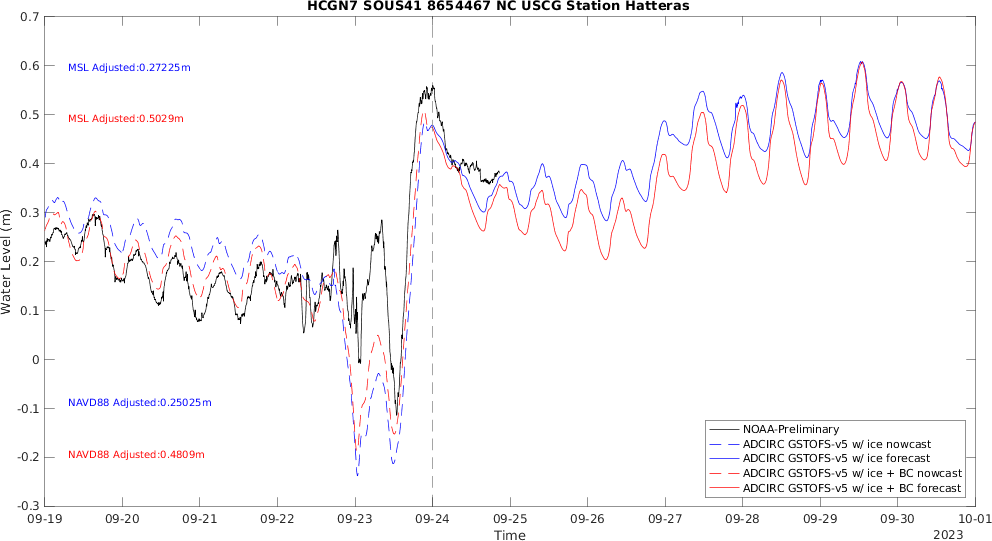 HCGN7 SOUS41 8654467 NC USCG Station Hatteras
0.7
0.6
0.5
0.4
0.3
0.2
0.1
0
-0.1
-0.2
-0.3
Water Level (m)
MSL Adjusted:0.27225m
MSL Adjusted:0.5029m
NAVD88 Adjusted:0.25025m
NAVD88 Adjusted:0.4809m
NOAA-Preliminary
ADCIRC GSTOFS-v5 w/ ice nowcast
ADCIRC GSTOFS-v5 w/ ice forecast
ADCIRC GSTOFS-v5 w/ ice + BC nowcast
ADCIRC GSTOFS-v5 w/ ice + BC forecast
09-19 09-20 09-21 09-22 09-23 09-24 09-25 09-26 09-27 09-28 09-29 09-30 10-01
Time
2023